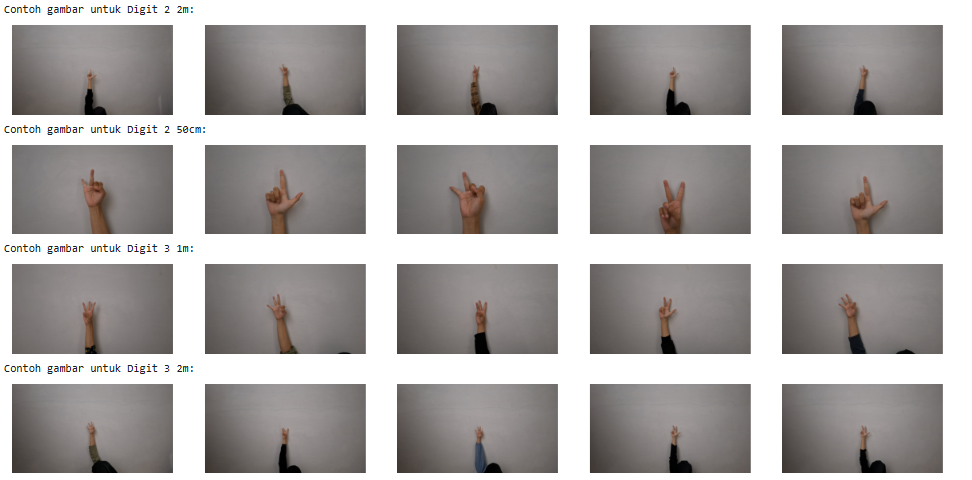 Contoh gambar untuk Digit 2 2m:
Contoh gambar untuk Digit 2 50cm:
Contoh gambar untuk Digit 3 1m:
Contoh gambar untuk Digit 3 2m: